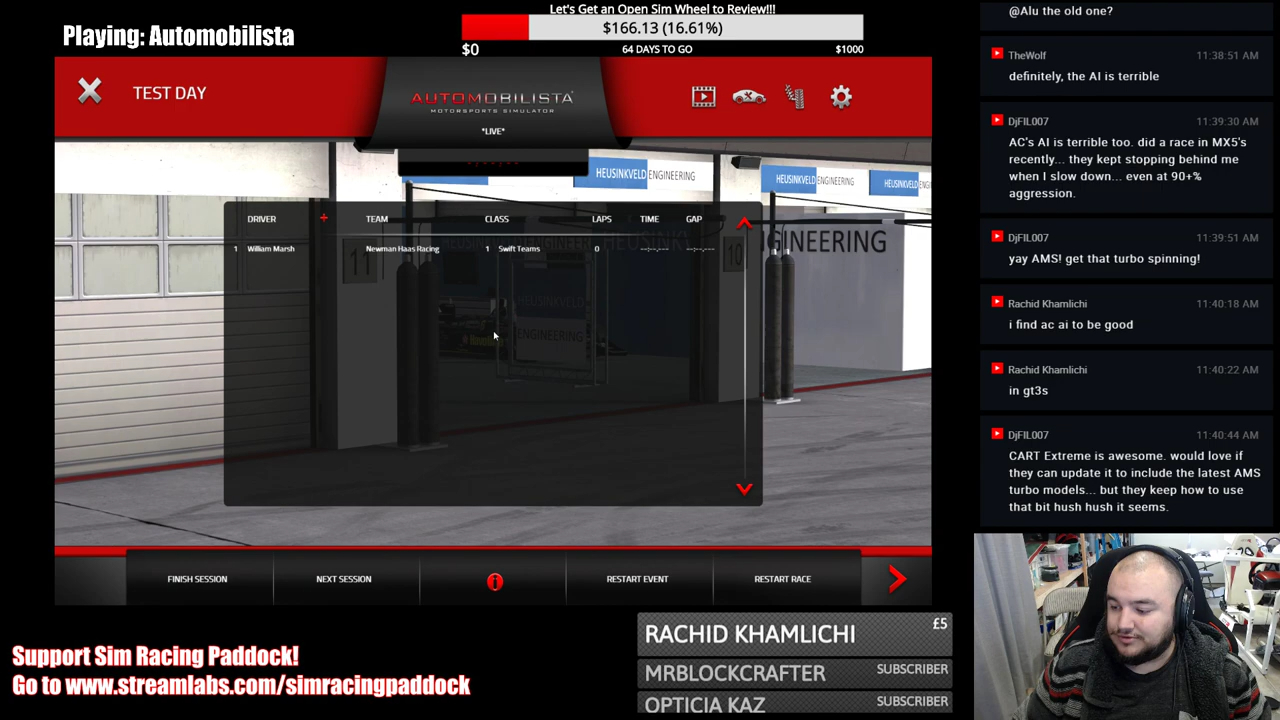 Let's Get an Open Sim Wheel to Review!!!
Playing: Automobilista
$166.13 (16.61%)
$0
64 DAYS TO GO
$1000
TEST DAY
AUTOMOBILISTA
MOTORSPORTS SIMULATOR
*LIVE*
HEUSINKVELD ENGINEERING
HEUSINKVELD ENGINEERING
HEUSINKVELD
DRIVER + TEAM CLASS LAPS TIME GAP
1 William Marsh Newman Haas Racing 1 Swift Teams 0 --:--.--- --:--.---
11
10
ENGINEERING
HEUSINKVELD
ENGINEERING
FINISH SESSION
NEXT SESSION
RESTART EVENT
RESTART RACE
Support Sim Racing Paddock!
Go to www.streamlabs.com/simracingpaddock
RACHID KHAMLICHI £5
MRBLOCKCRAFTER SUBSCRIBER
OPTICIA KAZ SUBSCRIBER
@Alu the old one?
TheWolf 11:38:51 AM
definitely, the AI is terrible
DjFIL007 11:39:30 AM
AC's AI is terrible too. did a race in MX5's
recently... they kept stopping behind me
when I slow down... even at 90+%
aggression.
DjFIL007 11:39:51 AM
yay AMS! get that turbo spinning!
Rachid Khamlichi 11:40:18 AM
i find ac ai to be good
Rachid Khamlichi 11:40:22 AM
in gt3s
DjFIL007 11:40:44 AM
CART Extreme is awesome. would love if
they can update it to include the latest AMS
turbo models... but they keep how to use
that bit hush hush it seems.